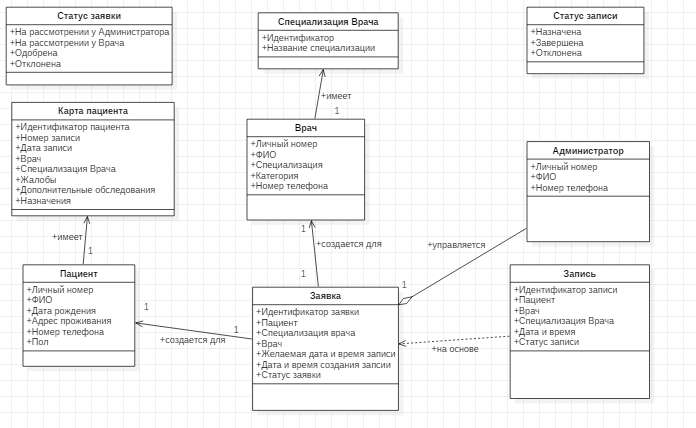 Статус заявки
+На рассмотрении у Администратора
+На рассмотрении у Врача
+Одобрена
+Отклонена
Специализация Врача
+Идентификатор
+Название специализации
Статус записи
+Назначена
+Завершена
+Отклонена
+имеет
1
Карта пациента
+Идентификатор пациента
+Номер записи
+Дата записи
+Врач
+Специализация Врача
+Жалобы
+Дополнительные обследования
+Назначения
Врач
+Личный номер
+ФИО
+Специализация
+Категория
+Номер телефона
Администратор
+Личный номер
+ФИО
+Номер телефона
+имеет
1
1
+создается для
1
+управляется
1
Пациент
+Личный номер
+ФИО
+Дата рождения
+Адрес проживания
+Номер телефона
+Пол
1
+создается для
1
Заявка
+Идентификатор заявки
+Пациент
+Специализация врача
+Врач
+Желаемая дата и время записи
+Дата и время создания запсии
+Статус заявки
+на основе
Запись
+Идентификатор записи
+Пациент
+Врач
+Специализация Врача
+Дата и время
+Статус записи